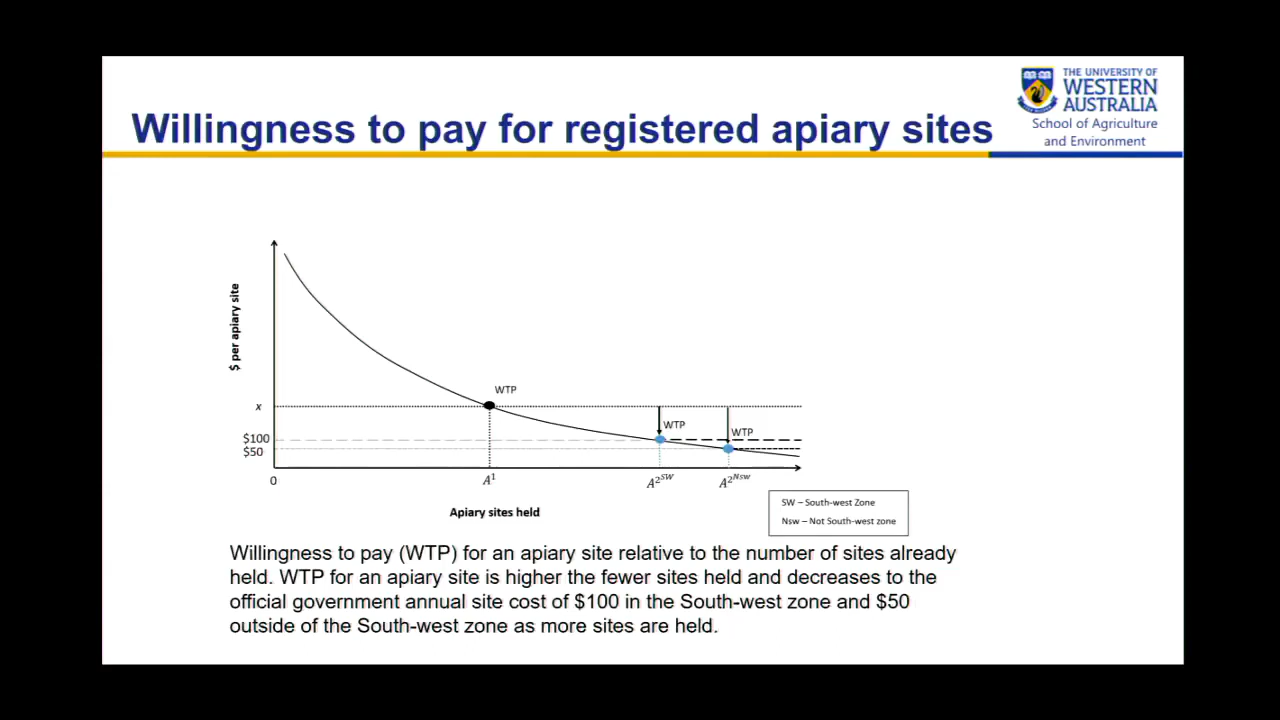 THE UNIVERSITY OF
WESTERN
AUSTRALIA
School of Agriculture
and Environment
Willingness to pay for registered apiary sites
$ per apiary site
WTP
x
WTP
WTP
$100
$50
0
A¹
A²ˢᵂ
A²ᴺˢʷ
Apiary sites held
SW – South-west Zone
Nsw – Not South-west zone
Willingness to pay (WTP) for an apiary site relative to the number of sites already
held. WTP for an apiary site is higher the fewer sites held and decreases to the
official government annual site cost of $100 in the South-west zone and $50
outside of the South-west zone as more sites are held.